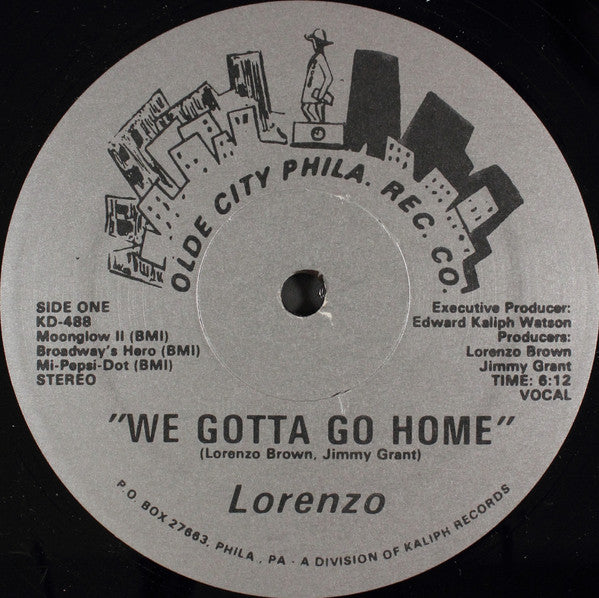 OLDE CITY PHILA. REC. CO.
SIDE ONE
KD-488
Moonglow II (BMI)
Broadway's Hero (BMI)
Mi-Pepsi-Dot (BMI)
STEREO
Executive Producer:
Edward Kaliph Watson
Producers:
Lorenzo Brown
Jimmy Grant
TIME: 6:12
VOCAL
"WE GOTTA GO HOME"
(Lorenzo Brown, Jimmy Grant)
Lorenzo
P.O. BOX 27663, PHILA., PA - A DIVISION OF KALIPH RECORDS